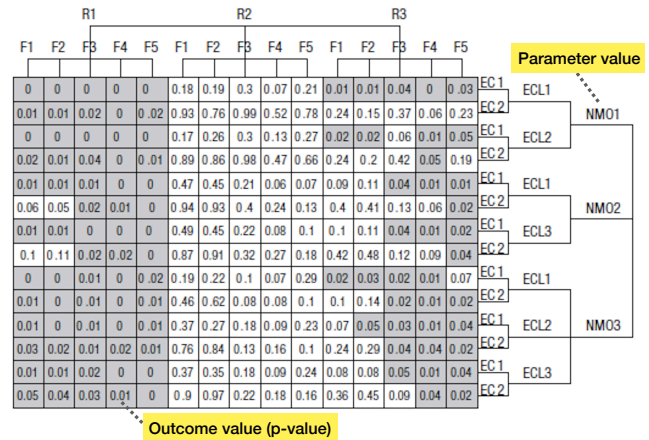 R1 R2 R3
F1 F2 F3 F4 F5 F1 F2 F3 F4 F5 F1 F2 F3 F4 F5
Parameter value
0 0 0 0 0 0.18 0.19 0.3 0.07 0.21 0.01 0.01 0.04 0 0.03 EC 1 ECL1
0.01 0.01 0.02 0 0.02 0.93 0.76 0.99 0.52 0.78 0.24 0.15 0.37 0.06 0.23 EC 2 NMO1
0 0 0 0 0 0.17 0.26 0.3 0.13 0.27 0.02 0.02 0.06 0.01 0.05 EC 1 ECL2
0.02 0.01 0.04 0 0.01 0.89 0.86 0.98 0.47 0.66 0.24 0.2 0.42 0.05 0.19 EC 2
0.01 0.01 0.01 0 0 0.47 0.45 0.21 0.06 0.07 0.09 0.11 0.04 0.01 0.01 EC 1 ECL1
0.06 0.05 0.02 0.01 0 0.94 0.93 0.4 0.24 0.13 0.4 0.41 0.13 0.06 0.02 EC 2 NMO2
0.01 0.01 0 0 0 0.49 0.45 0.22 0.08 0.1 0.1 0.11 0.04 0.01 0.02 EC 1 ECL3
0.1 0.11 0.02 0.02 0 0.87 0.91 0.32 0.27 0.18 0.42 0.48 0.12 0.09 0.04 EC 2
0 0 0.01 0 0.02 0.19 0.22 0.1 0.07 0.29 0.02 0.03 0.02 0.01 0.07 EC 1 ECL1
0.01 0 0.01 0 0.01 0.46 0.62 0.08 0.08 0.1 0.1 0.14 0.02 0.01 0.02 EC 2
0.01 0 0.01 0 0.01 0.37 0.27 0.18 0.09 0.23 0.07 0.05 0.03 0.01 0.04 EC 1 ECL2 NMO3
0.03 0.02 0.01 0.02 0.01 0.76 0.84 0.13 0.16 0.1 0.24 0.29 0.04 0.04 0.02 EC 2
0.01 0.01 0.02 0 0 0.37 0.35 0.18 0.09 0.24 0.08 0.08 0.05 0.01 0.04 EC 1 ECL3
0.05 0.04 0.03 0.01 0 0.9 0.97 0.22 0.18 0.16 0.36 0.45 0.09 0.04 0.02 EC 2
Outcome value (p-value)